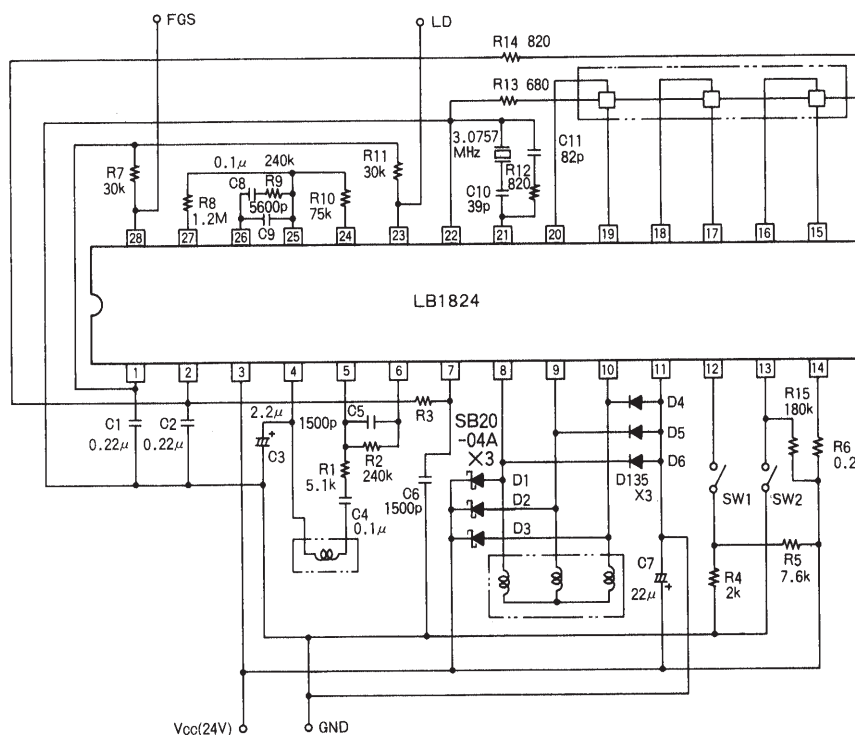 FGS
LD
R14 820
R13 680
3.0757
MHz
C11
82p
R7
30k
0.1μ
240k
R11
30k
C8
R9
5600p
R8
1.2M
R10
75k
C9
C10
39p
R12
820
28
27
26
25
24
23
22
21
20
19
18
17
16
15
LB1824
1
2
3
4
5
6
7
8
9
10
11
12
13
14
C1
0.22μ
C2
0.22μ
2.2μ
+
C3
1500p
C5
R3
R2
240k
R1
5.1k
C4
0.1μ
C6
1500p
SB20
-04A
×3
D1
D2
D3
D4
D5
D6
D135
X3
R15
180k
R6
0.2
SW1
SW2
C7
22μ
+
R4
2k
R5
7.6k
Vcc(24V)
GND